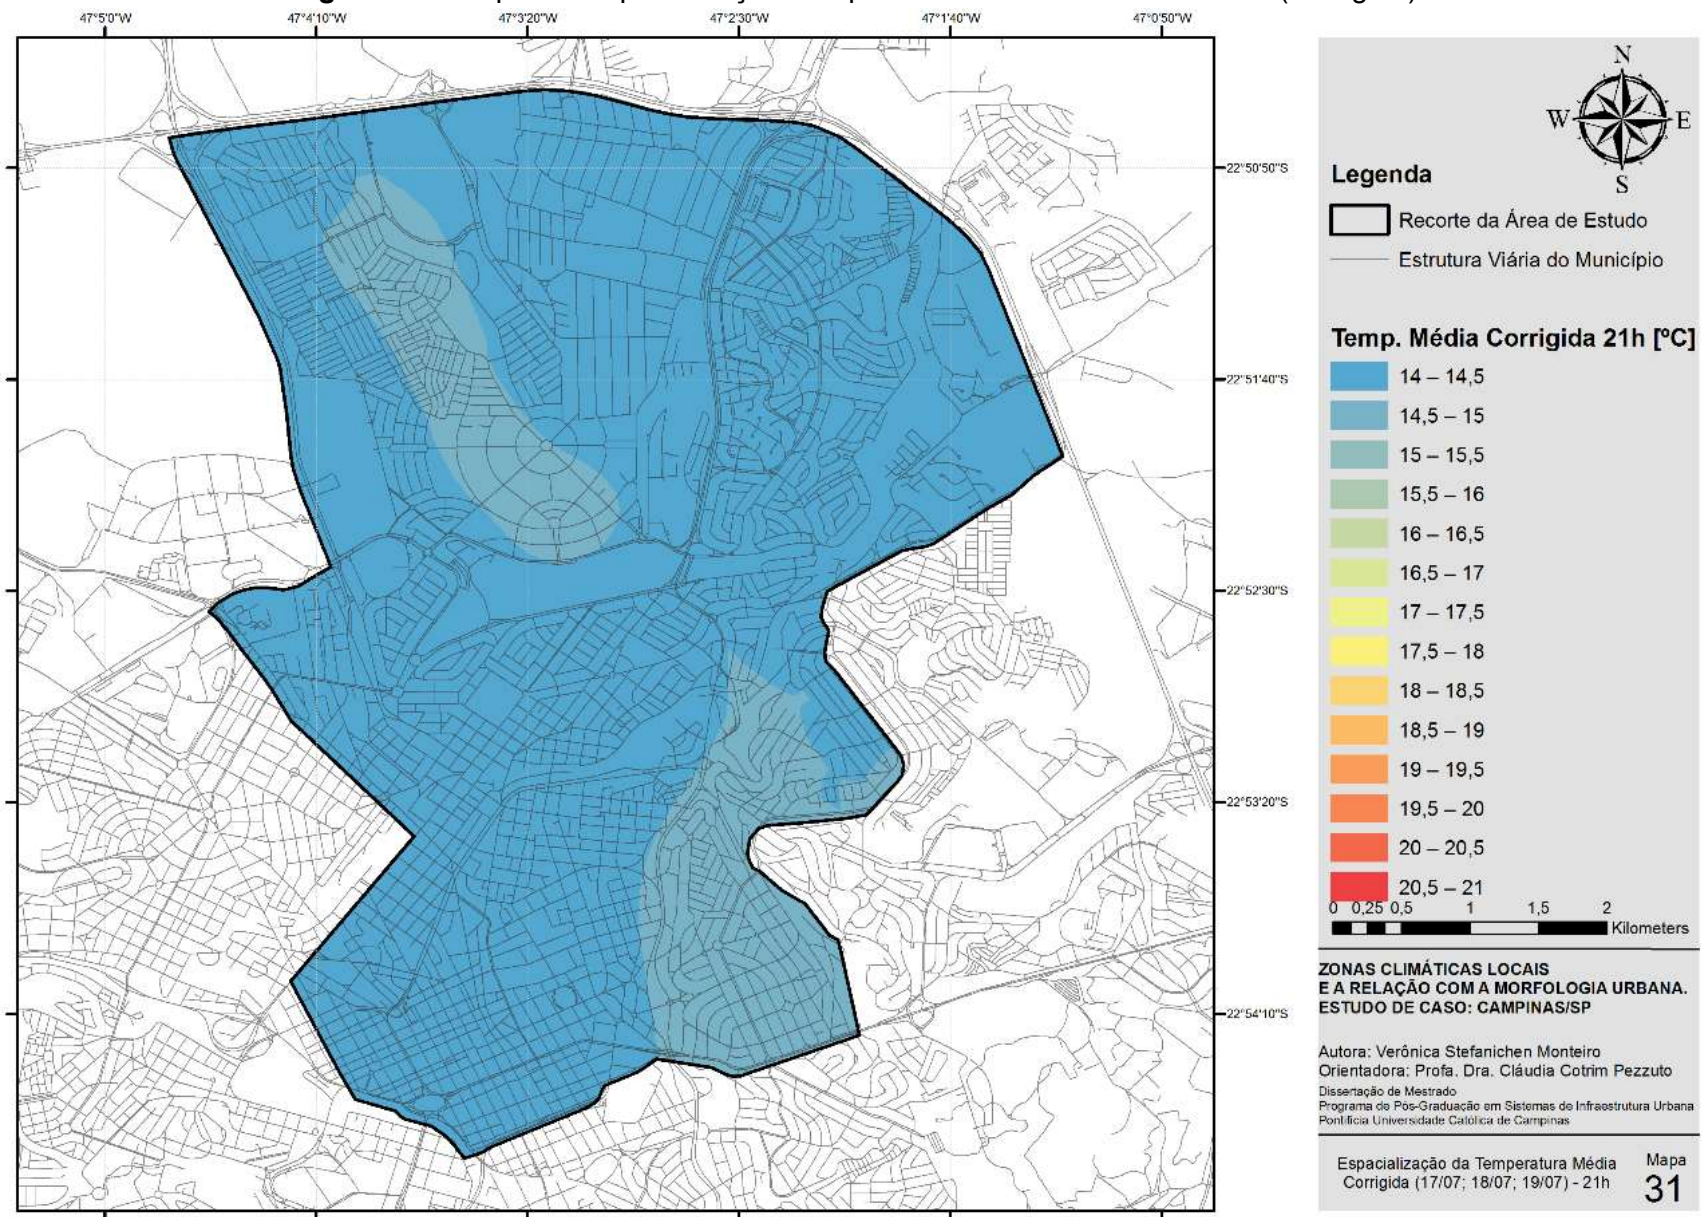 47°5'0"W 47°4'10"W 47°3'20"W 47°2'30"W 47°1'40"W 47°0'50"W
22°50'50"S
22°51'40"S
22°52'30"S
22°53'20"S
22°54'10"S
N
W E
S
Legenda
Recorte da Área de Estudo
Estrutura Viária do Município
Temp. Média Corrigida 21h [ºC]
14 – 14,5
14,5 – 15
15 – 15,5
15,5 – 16
16 – 16,5
16,5 – 17
17 – 17,5
17,5 – 18
18 – 18,5
18,5 – 19
19 – 19,5
19,5 – 20
20 – 20,5
20,5 – 21
0 0,25 0,5 1 1,5 2
Kilometers
ZONAS CLIMÁTICAS LOCAIS
E A RELAÇÃO COM A MORFOLOGIA URBANA.
ESTUDO DE CASO: CAMPINAS/SP
Autora: Verônica Stefanichen Monteiro
Orientadora: Profa. Dra. Cláudia Cotrim Pezzuto
Dissertação de Mestrado
Programa de Pós-Graduação em Sistemas de Infraestrutura Urbana
Pontifícia Universidade Católica de Campinas
Espacialização da Temperatura Média
Corrigida (17/07; 18/07; 19/07) - 21h
Mapa
31